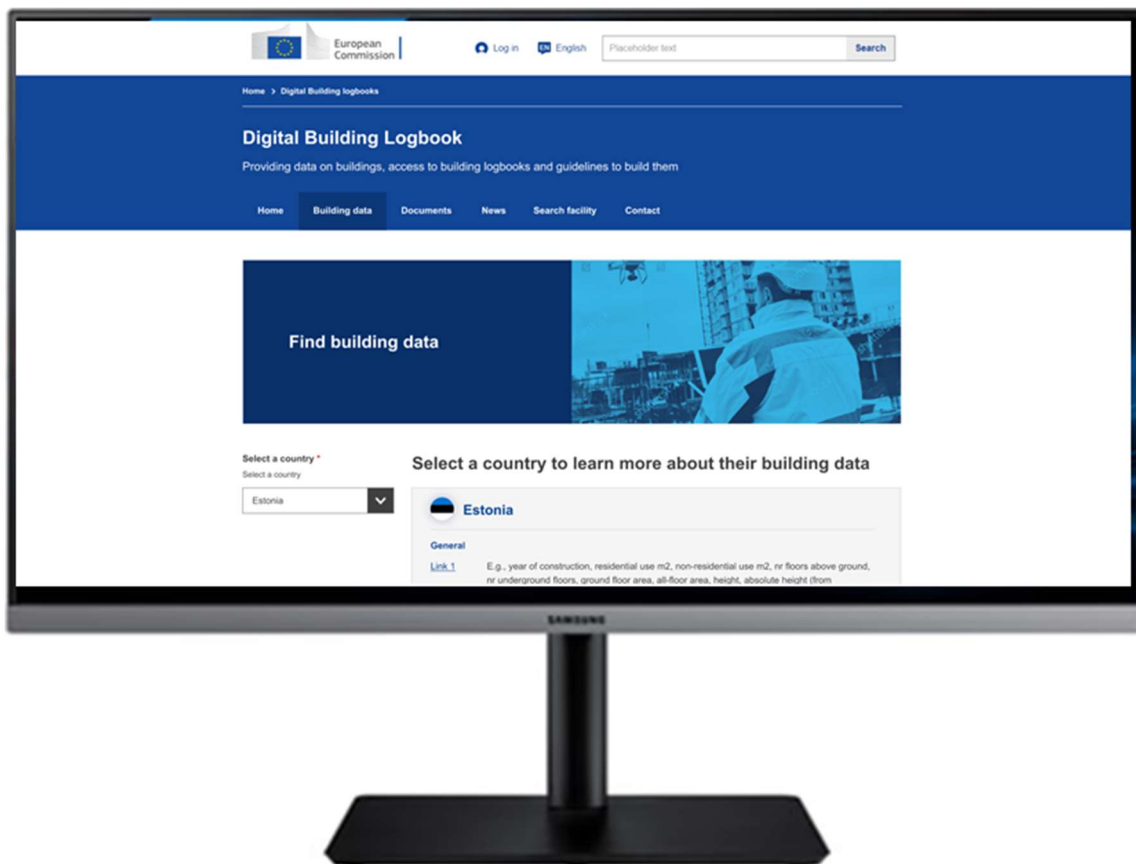 European
Commission
Log in
EN
English
Placeholder text
Search
Home > Digital Building logbooks
Digital Building Logbook
Providing data on buildings, access to building logbooks and guidelines to build them
Home
Building data
Documents
News
Search facility
Contact
Find building data
Select a country *
Select a country
Estonia
Select a country to learn more about their building data
Estonia
General
Link 1
E.g., year of construction, residential use m2, non-residential use m2, nr floors above ground,
nr underground floors, ground floor area, all-floor area, height, absolute height (from
SAMSUNG